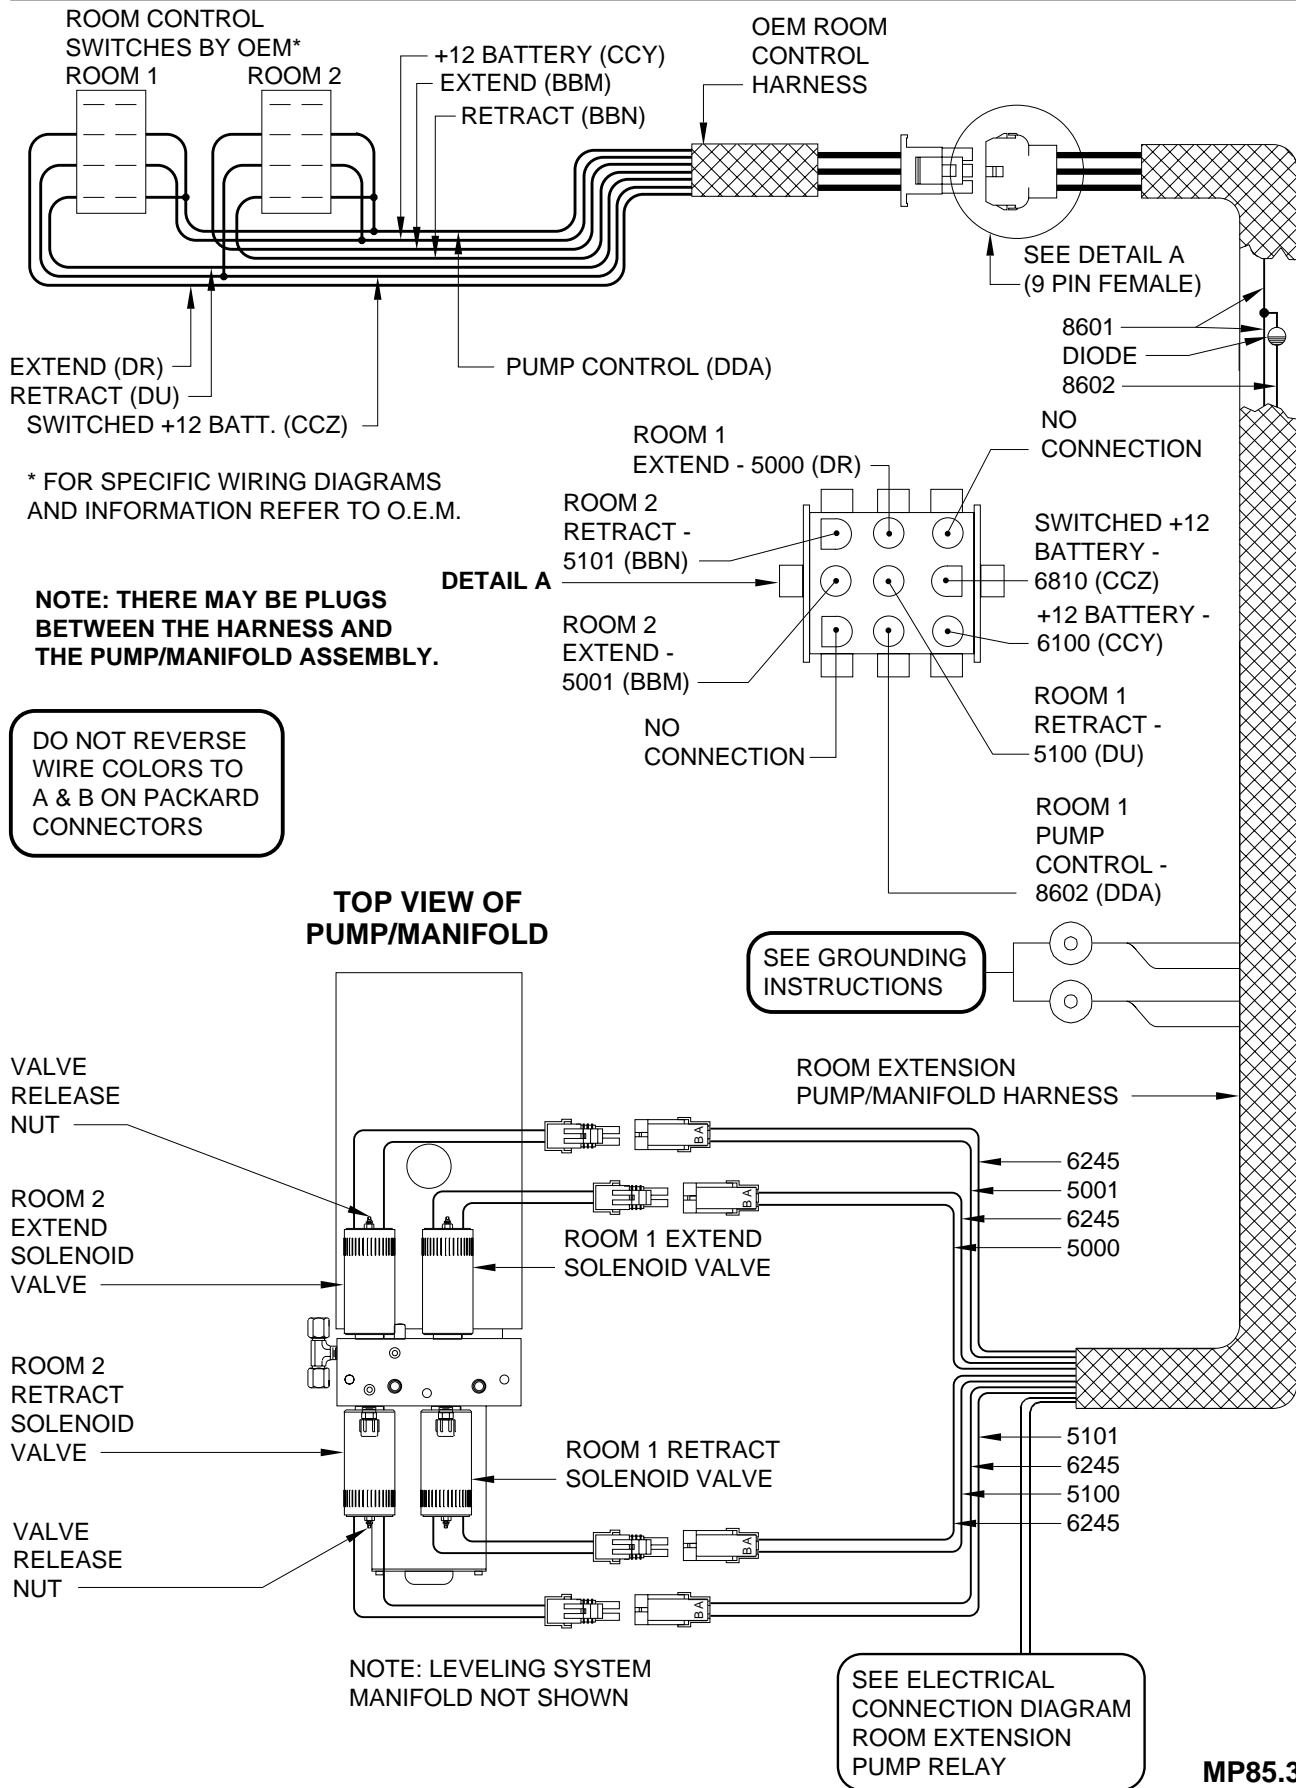 ROOM CONTROL
SWITCHES BY OEM*
ROOM 1
ROOM 2
+12 BATTERY (CCY)
EXTEND (BBM)
RETRACT (BBN)
OEM ROOM
CONTROL
HARNESS
SEE DETAIL A
(9 PIN FEMALE)
8601
DIODE
8602
EXTEND (DR)
RETRACT (DU)
SWITCHED +12 BATT. (CCZ)
PUMP CONTROL (DDA)
* FOR SPECIFIC WIRING DIAGRAMS
AND INFORMATION REFER TO O.E.M.
NOTE: THERE MAY BE PLUGS
BETWEEN THE HARNESS AND
THE PUMP/MANIFOLD ASSEMBLY.
DO NOT REVERSE
WIRE COLORS TO
A & B ON PACKARD
CONNECTORS
ROOM 1
EXTEND - 5000 (DR)
NO
CONNECTION
ROOM 2
RETRACT -
5101 (BBN)
DETAIL A
SWITCHED +12
BATTERY -
6810 (CCZ)
+12 BATTERY -
6100 (CCY)
ROOM 2
EXTEND -
5001 (BBM)
NO
CONNECTION
ROOM 1
RETRACT -
5100 (DU)
ROOM 1
PUMP
CONTROL -
8602 (DDA)
TOP VIEW OF
PUMP/MANIFOLD
SEE GROUNDING
INSTRUCTIONS
VALVE
RELEASE
NUT
ROOM EXTENSION
PUMP/MANIFOLD HARNESS
B A
B A
6245
5001
6245
5000
ROOM 2
EXTEND
SOLENOID
VALVE
ROOM 1 EXTEND
SOLENOID VALVE
ROOM 2
RETRACT
SOLENOID
VALVE
ROOM 1 RETRACT
SOLENOID VALVE
5101
6245
5100
6245
VALVE
RELEASE
NUT
B A
B A
NOTE: LEVELING SYSTEM
MANIFOLD NOT SHOWN
SEE ELECTRICAL
CONNECTION DIAGRAM
ROOM EXTENSION
PUMP RELAY
MP85.3